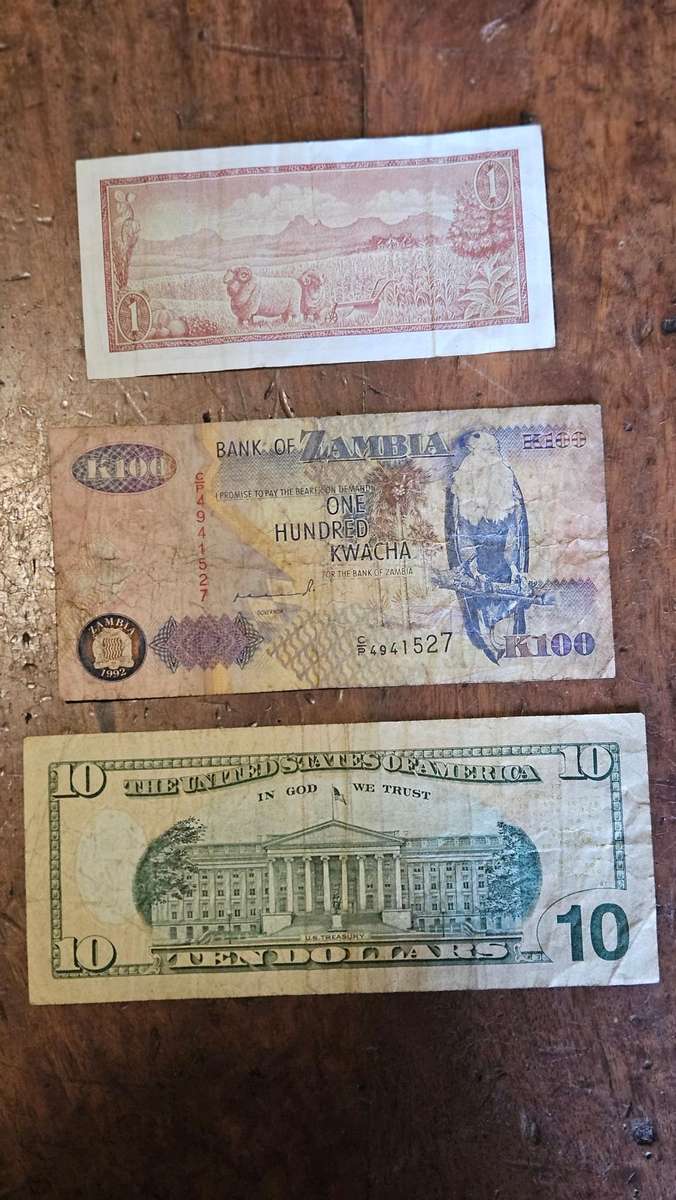 1
1
BANK OF ZAMBIA
K100
K100
C/P 4941527
I PROMISE TO PAY THE BEARER ON DEMAND
ONE
HUNDRED
KWACHA
FOR THE BANK OF ZAMBIA
GOVERNOR
C/P 4941527
ZAMBIA
1992
K100
10
THE UNITED STATES OF AMERICA
10
IN GOD WE TRUST
U.S. TREASURY
10
TEN DOLLARS
10